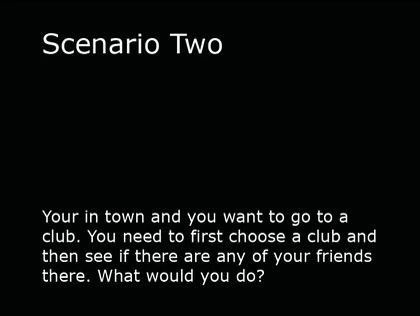 Scenario Two
Your in town and you want to go to a
club. You need to first choose a club and
then see if there are any of your friends
there. What would you do?